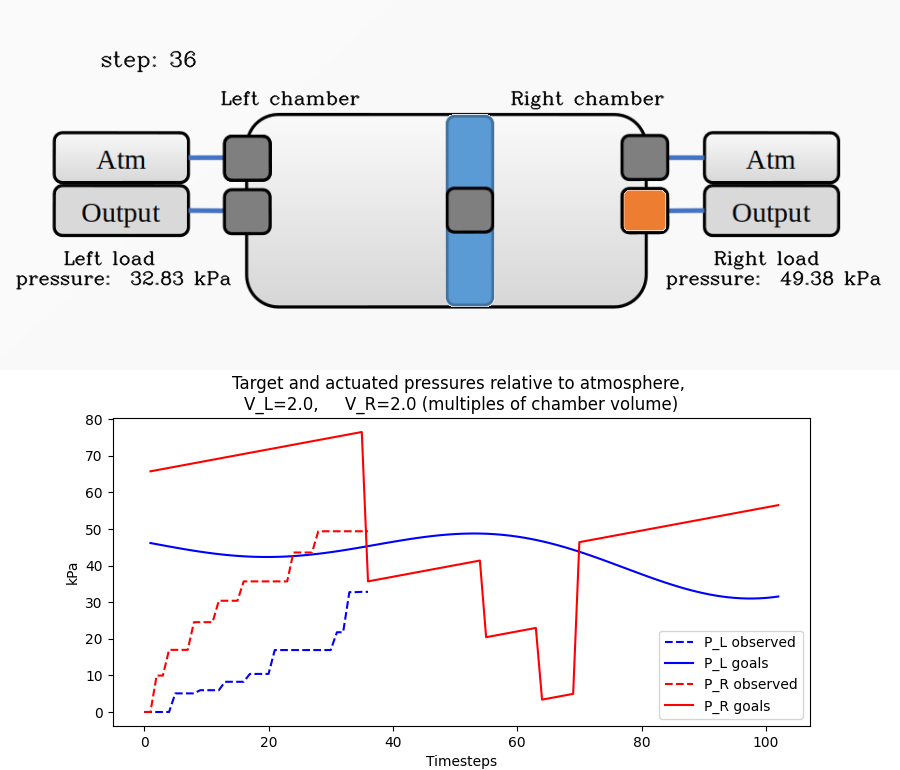 step: 36
Left chamber
Right chamber
Atm
Atm
Output
Output
Left load
pressure: 32.83 kPa
Right load
pressure: 49.38 kPa
Target and actuated pressures relative to atmosphere,
V_L=2.0, V_R=2.0 (multiples of chamber volume)
80
70
60
50
40
30
20
10
0
kPa
0
20
40
60
80
100
Timesteps
P_L observed
P_L goals
P_R observed
P_R goals